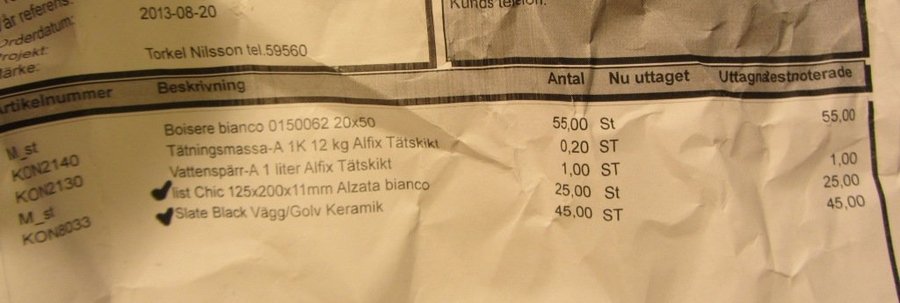 år referens:
2013-08-20
Kunds telefon:
Orderdatum:
Projekt:
Märke:
Torkel Nilsson tel.59560
Artikelnummer Beskrivning Antal Nu uttaget Uttagna Restnoterade
M_st Boisere bianco 0150062 20x50 55,00 St 55,00
KON2140 Tätningsmassa-A 1K 12 kg Alfix Tätskikt 0,20 ST
KON2130 Vattenspärr-A 1 liter Alfix Tätskikt 1,00 ST 1,00
M_st list Chic 125x200x11mm Alzata bianco 25,00 St 25,00
KON8033 Slate Black Vägg/Golv Keramik 45,00 ST 45,00